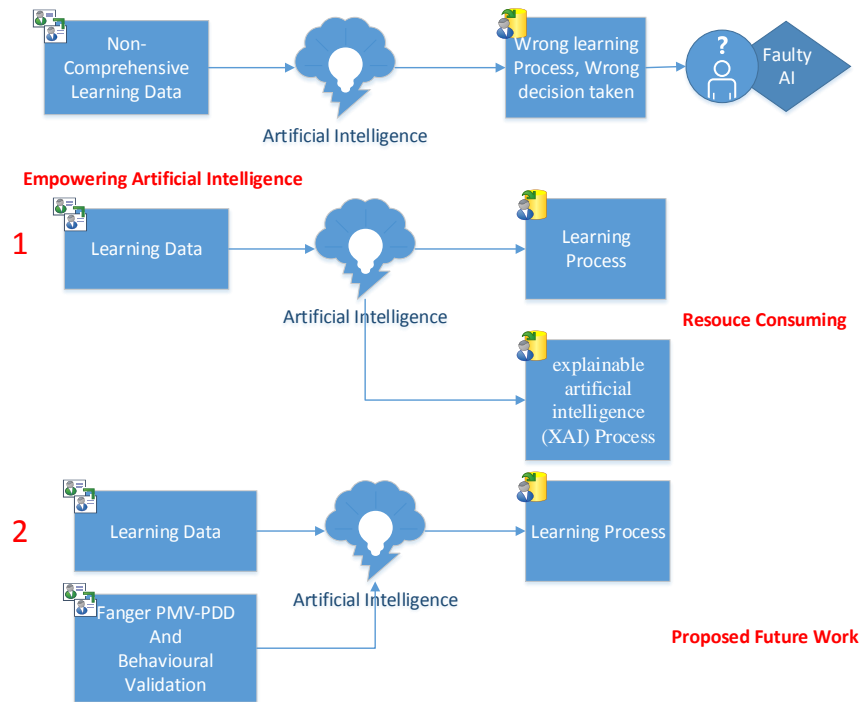 Non-
Comprehensive
Learning Data
Artificial Intelligence
Wrong learning
Process, Wrong
decision taken
?
Faulty
AI
Empowering Artificial Intelligence
1
Learning Data
Artificial Intelligence
Learning
Process
Resouce Consuming
explainable
artificial
intelligence
(XAI) Process
2
Learning Data
Artificial Intelligence
Learning Process
Fanger PMV-PDD
And
Behavioural
Validation
Proposed Future Work